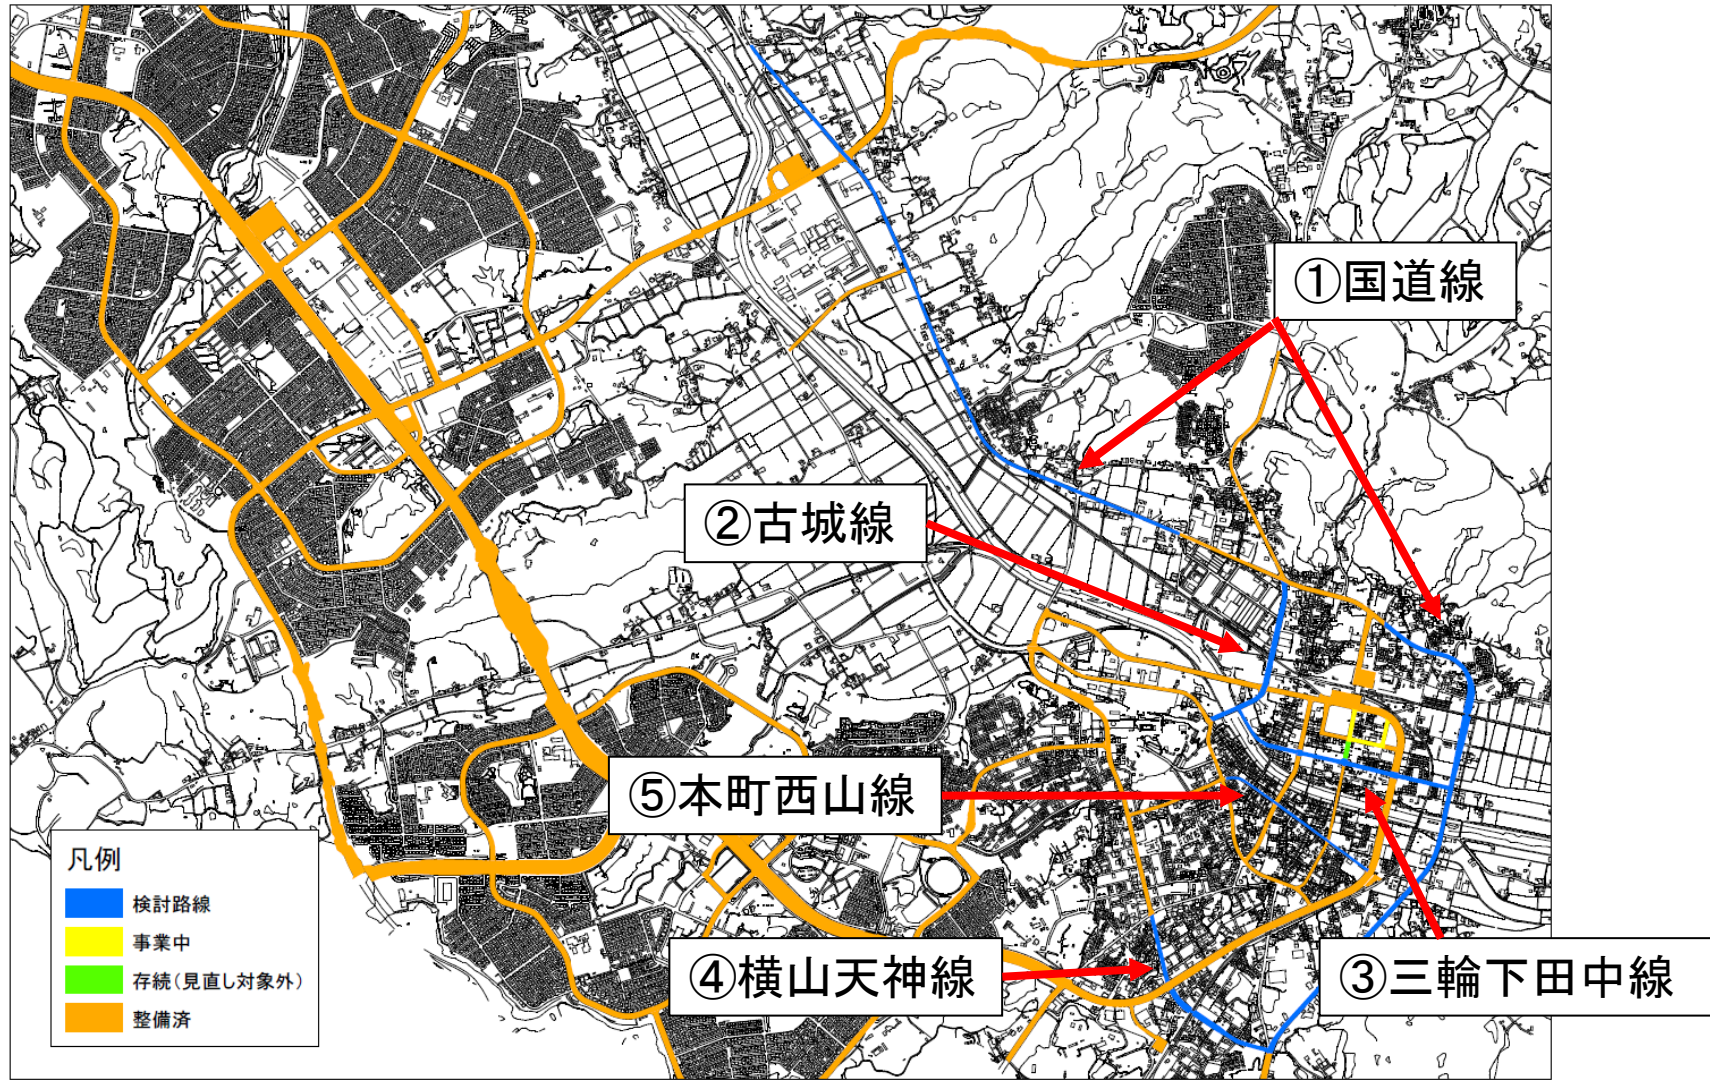 ①国道線
②古城線
⑤本町西山線
④横山天神線
③三輪下田中線
凡例
検討路線
事業中
存続(見直し対象外)
整備済